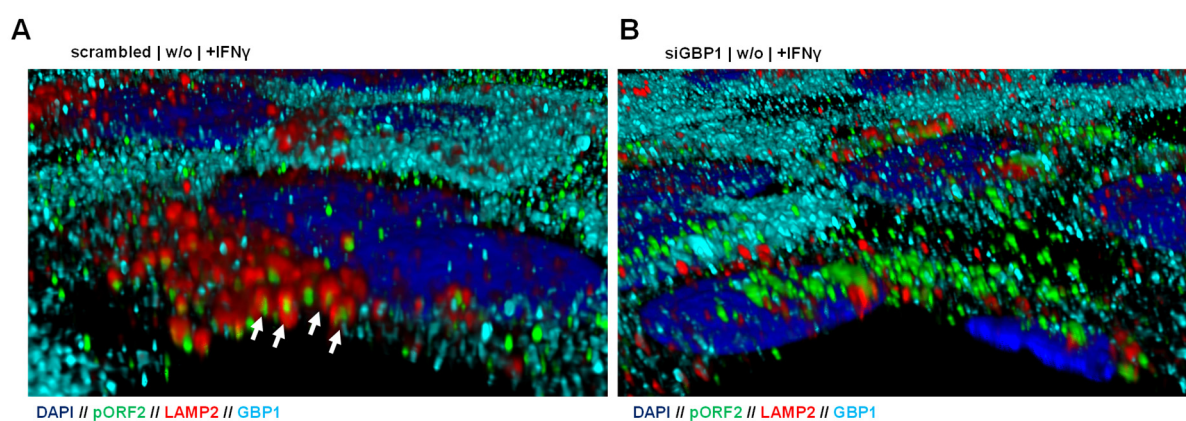 A
scrambled | w/o | +IFNγ
DAPI // pORF2 // LAMP2 // GBP1
B
siGBP1 | w/o | +IFNγ
DAPI // pORF2 // LAMP2 // GBP1